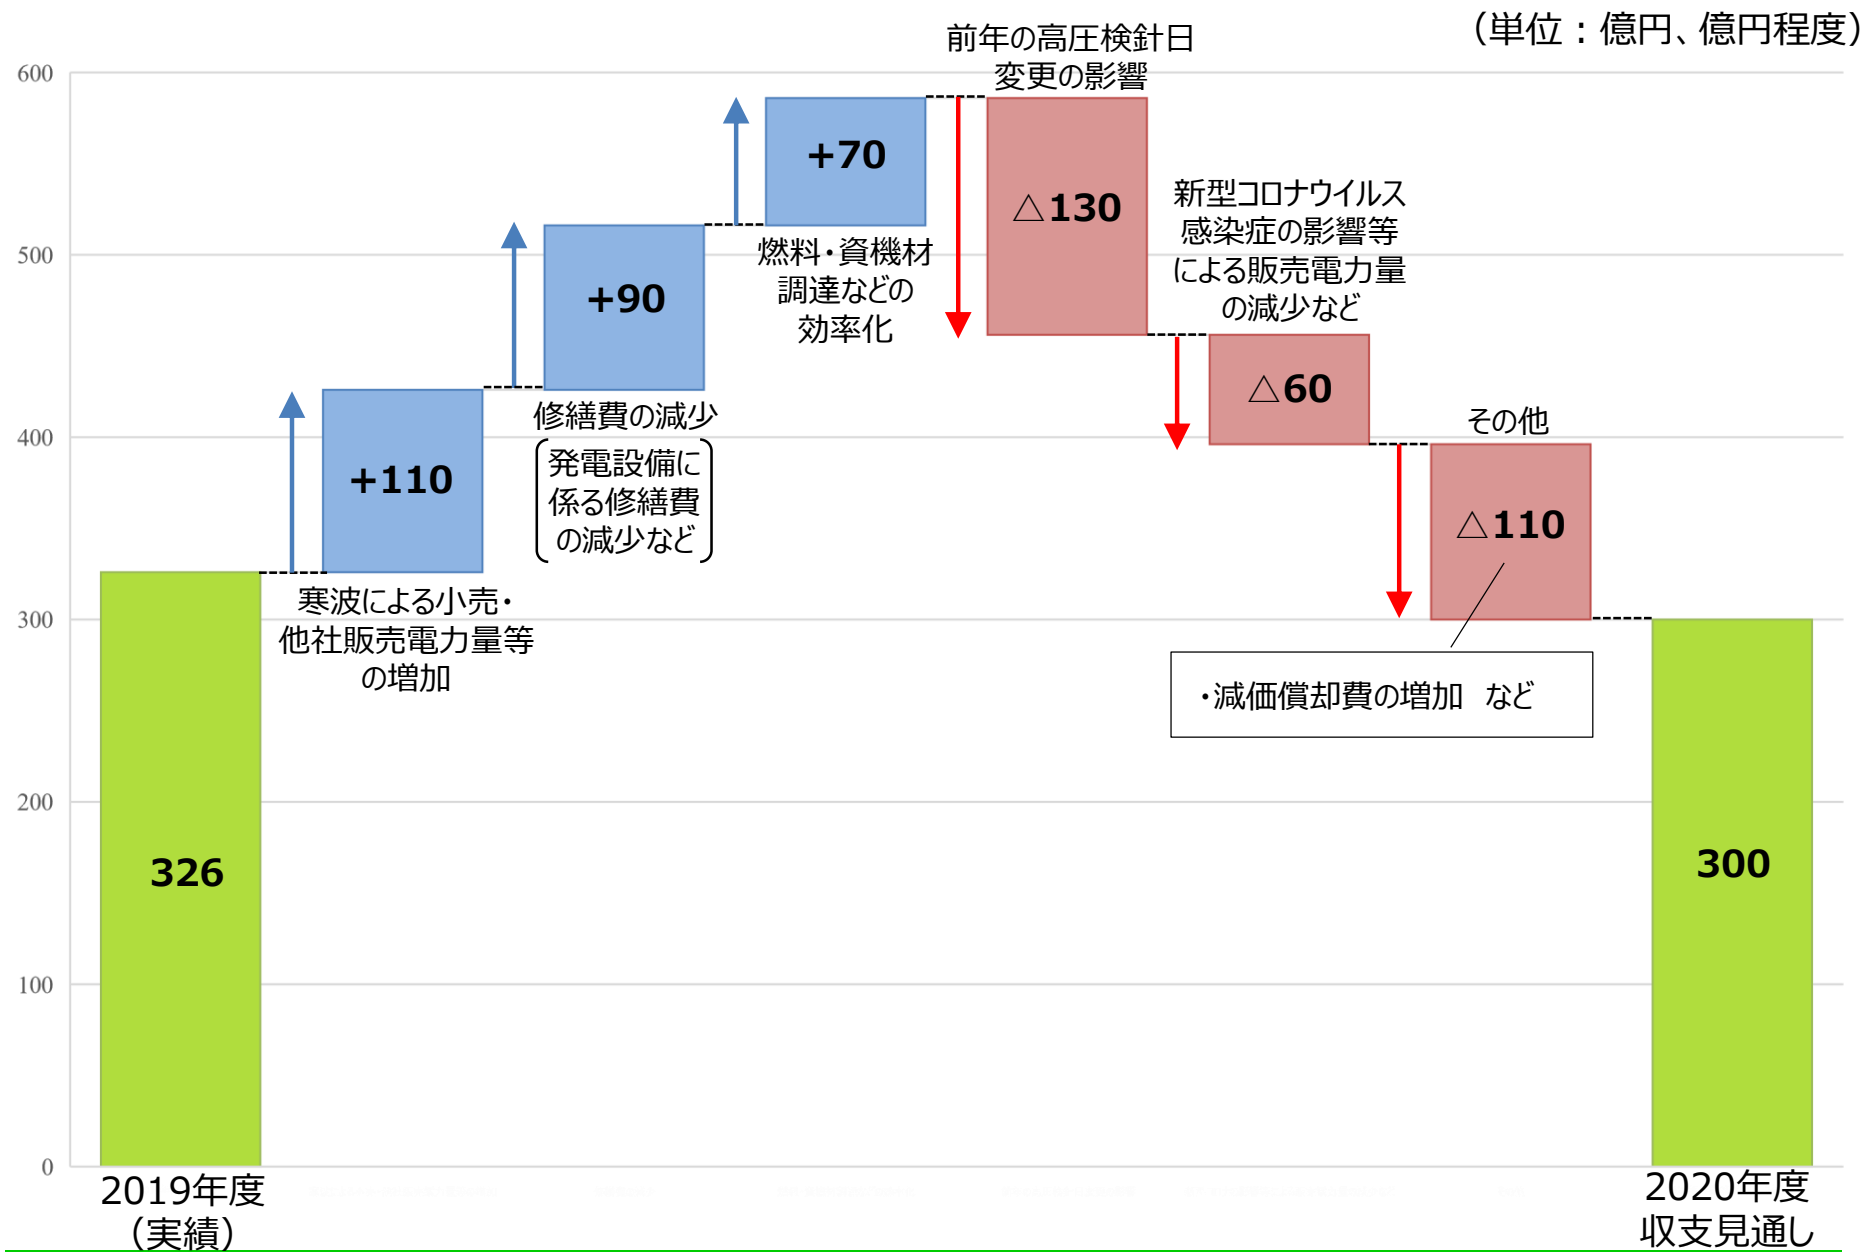 （単位：億円、億円程度）
600
500
400
300
200
100
0
326
2019年度
（実績）
+110
寒波による小売・
他社販売電力量等
の増加
+90
修繕費の減少
発電設備に
係る修繕費
の減少など
+70
燃料・資機材
調達などの
効率化
前年の高圧検針日
変更の影響
△130
新型コロナウイルス
感染症の影響等
による販売電力量
の減少など
△60
その他
△110
・減価償却費の増加　など
300
2020年度
収支見通し